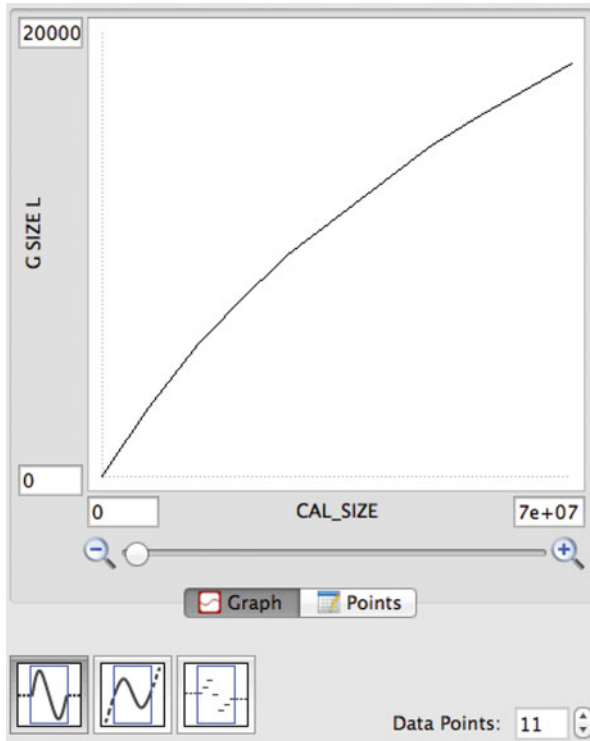 20000
G SIZE L
0
0 CAL_SIZE 7e+07
Graph Points
Data Points: 11